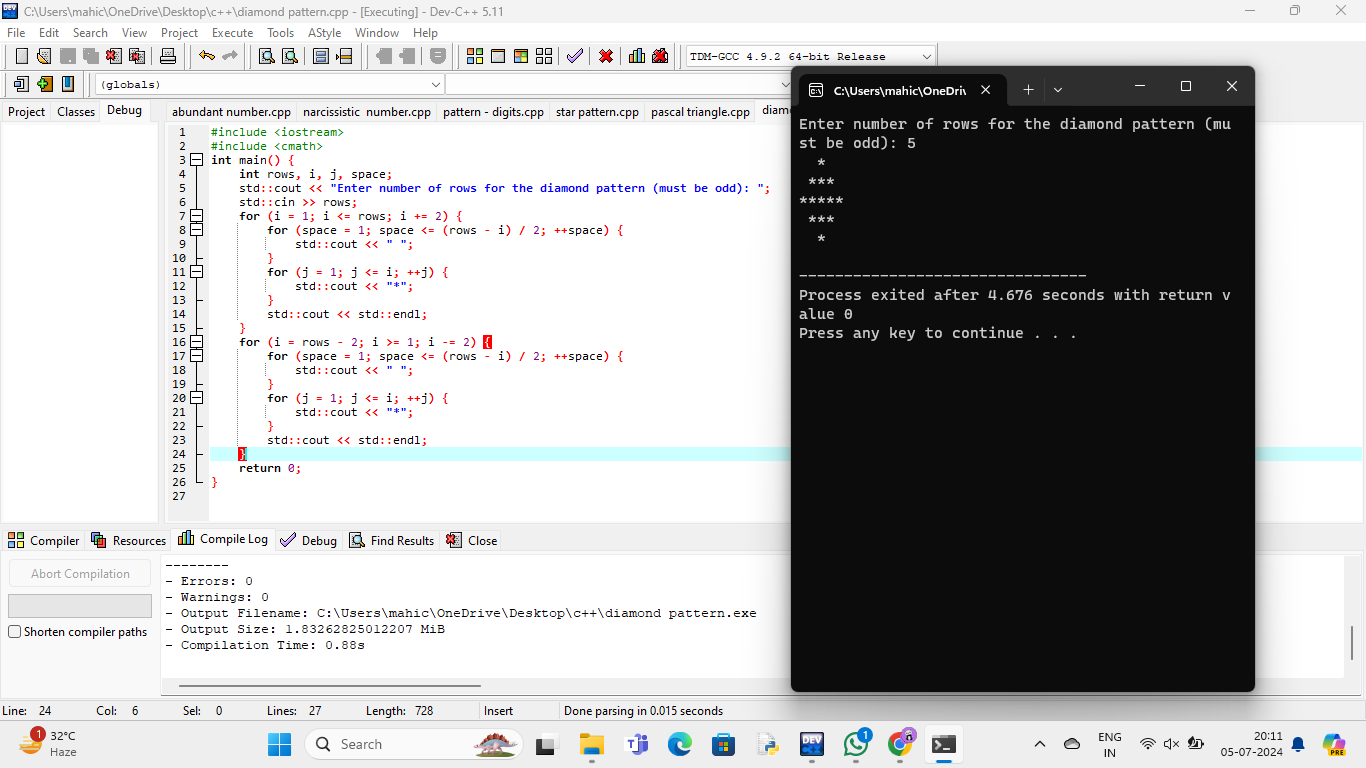 C:\Users\mahic\OneDrive\Desktop\c++\diamond pattern.cpp - [Executing] - Dev-C++ 5.11
File Edit Search View Project Execute Tools AStyle Window Help
TDM-GCC 4.9.2 64-bit Release
(globals)
Project Classes Debug
abundant number.cpp narcissistic number.cpp pattern - digits.cpp star pattern.cpp pascal triangle.cpp
1 #include <iostream>
2 #include <cmath>
3 int main() {
4 int rows, i, j, space;
5 std::cout << "Enter number of rows for the diamond pattern (must be odd): ";
6 std::cin >> rows;
7 for (i = 1; i <= rows; i += 2) {
8 for (space = 1; space <= (rows - i) / 2; ++space) {
9 std::cout << " ";
10 }
11 for (j = 1; j <= i; ++j) {
12 std::cout << "*";
13 }
14 std::cout << std::endl;
15 }
16 for (i = rows - 2; i >= 1; i -= 2) {
17 for (space = 1; space <= (rows - i) / 2; ++space) {
18 std::cout << " ";
19 }
20 for (j = 1; j <= i; ++j) {
21 std::cout << "*";
22 }
23 std::cout << std::endl;
24 }
25 return 0;
26 }
27
C:\Users\mahic\OneDri
Enter number of rows for the diamond pattern (mu
st be odd): 5
  *
 ***
*****
 ***
  *
--------------------------------
Process exited after 4.676 seconds with return v
alue 0
Press any key to continue . . .
Compiler Resources Compile Log Debug Find Results Close
Abort Compilation
Shorten compiler paths
--------
- Errors: 0
- Warnings: 0
- Output Filename: C:\Users\mahic\OneDrive\Desktop\c++\diamond pattern.exe
- Output Size: 1.83262825012207 MiB
- Compilation Time: 0.88s
Line: 24 Col: 6 Sel: 0 Lines: 27 Length: 728 Insert Done parsing in 0.015 seconds
1
32°C
Haze
Search
DEV
1
ENG
IN
20:11
05-07-2024
PRE